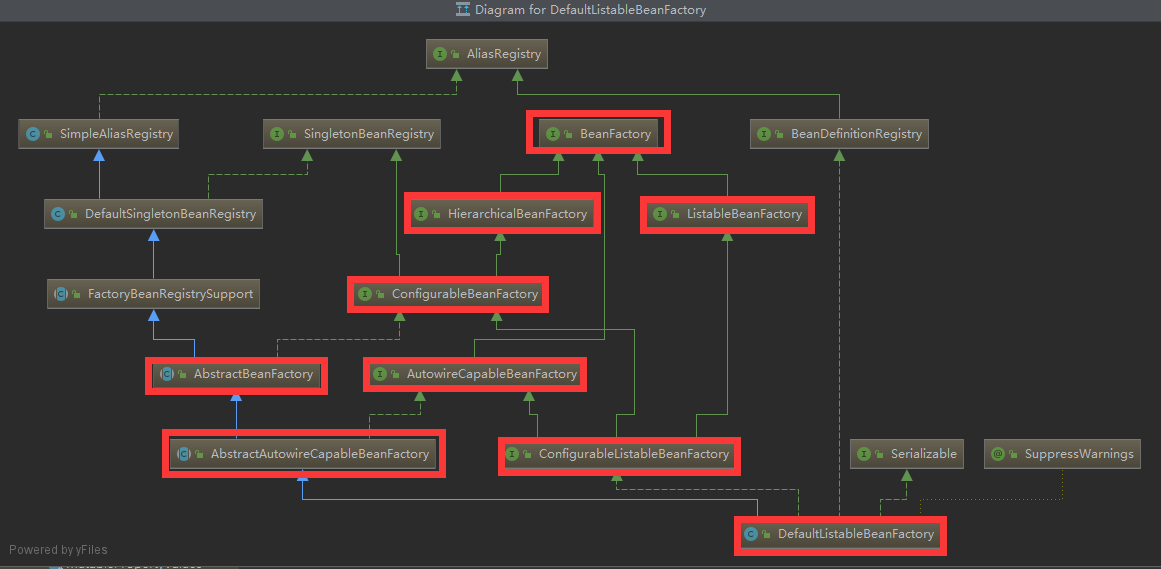 Diagram for DefaultListableBeanFactory
AliasRegistry
SimpleAliasRegistry
SingletonBeanRegistry
BeanFactory
BeanDefinitionRegistry
DefaultSingletonBeanRegistry
HierarchicalBeanFactory
ListableBeanFactory
FactoryBeanRegistrySupport
ConfigurableBeanFactory
AbstractBeanFactory
AutowireCapableBeanFactory
AbstractAutowireCapableBeanFactory
ConfigurableListableBeanFactory
Serializable
SuppressWarnings
DefaultListableBeanFactory
Powered by yFiles